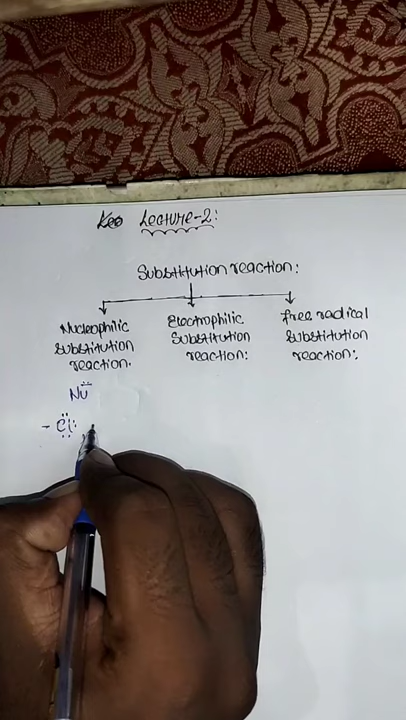 Lecture-2:
Substitution reaction:
Nucleophilic substitution reaction.
Electrophilic substitution reaction:
free radical substitution reaction:
Nu
- Cl